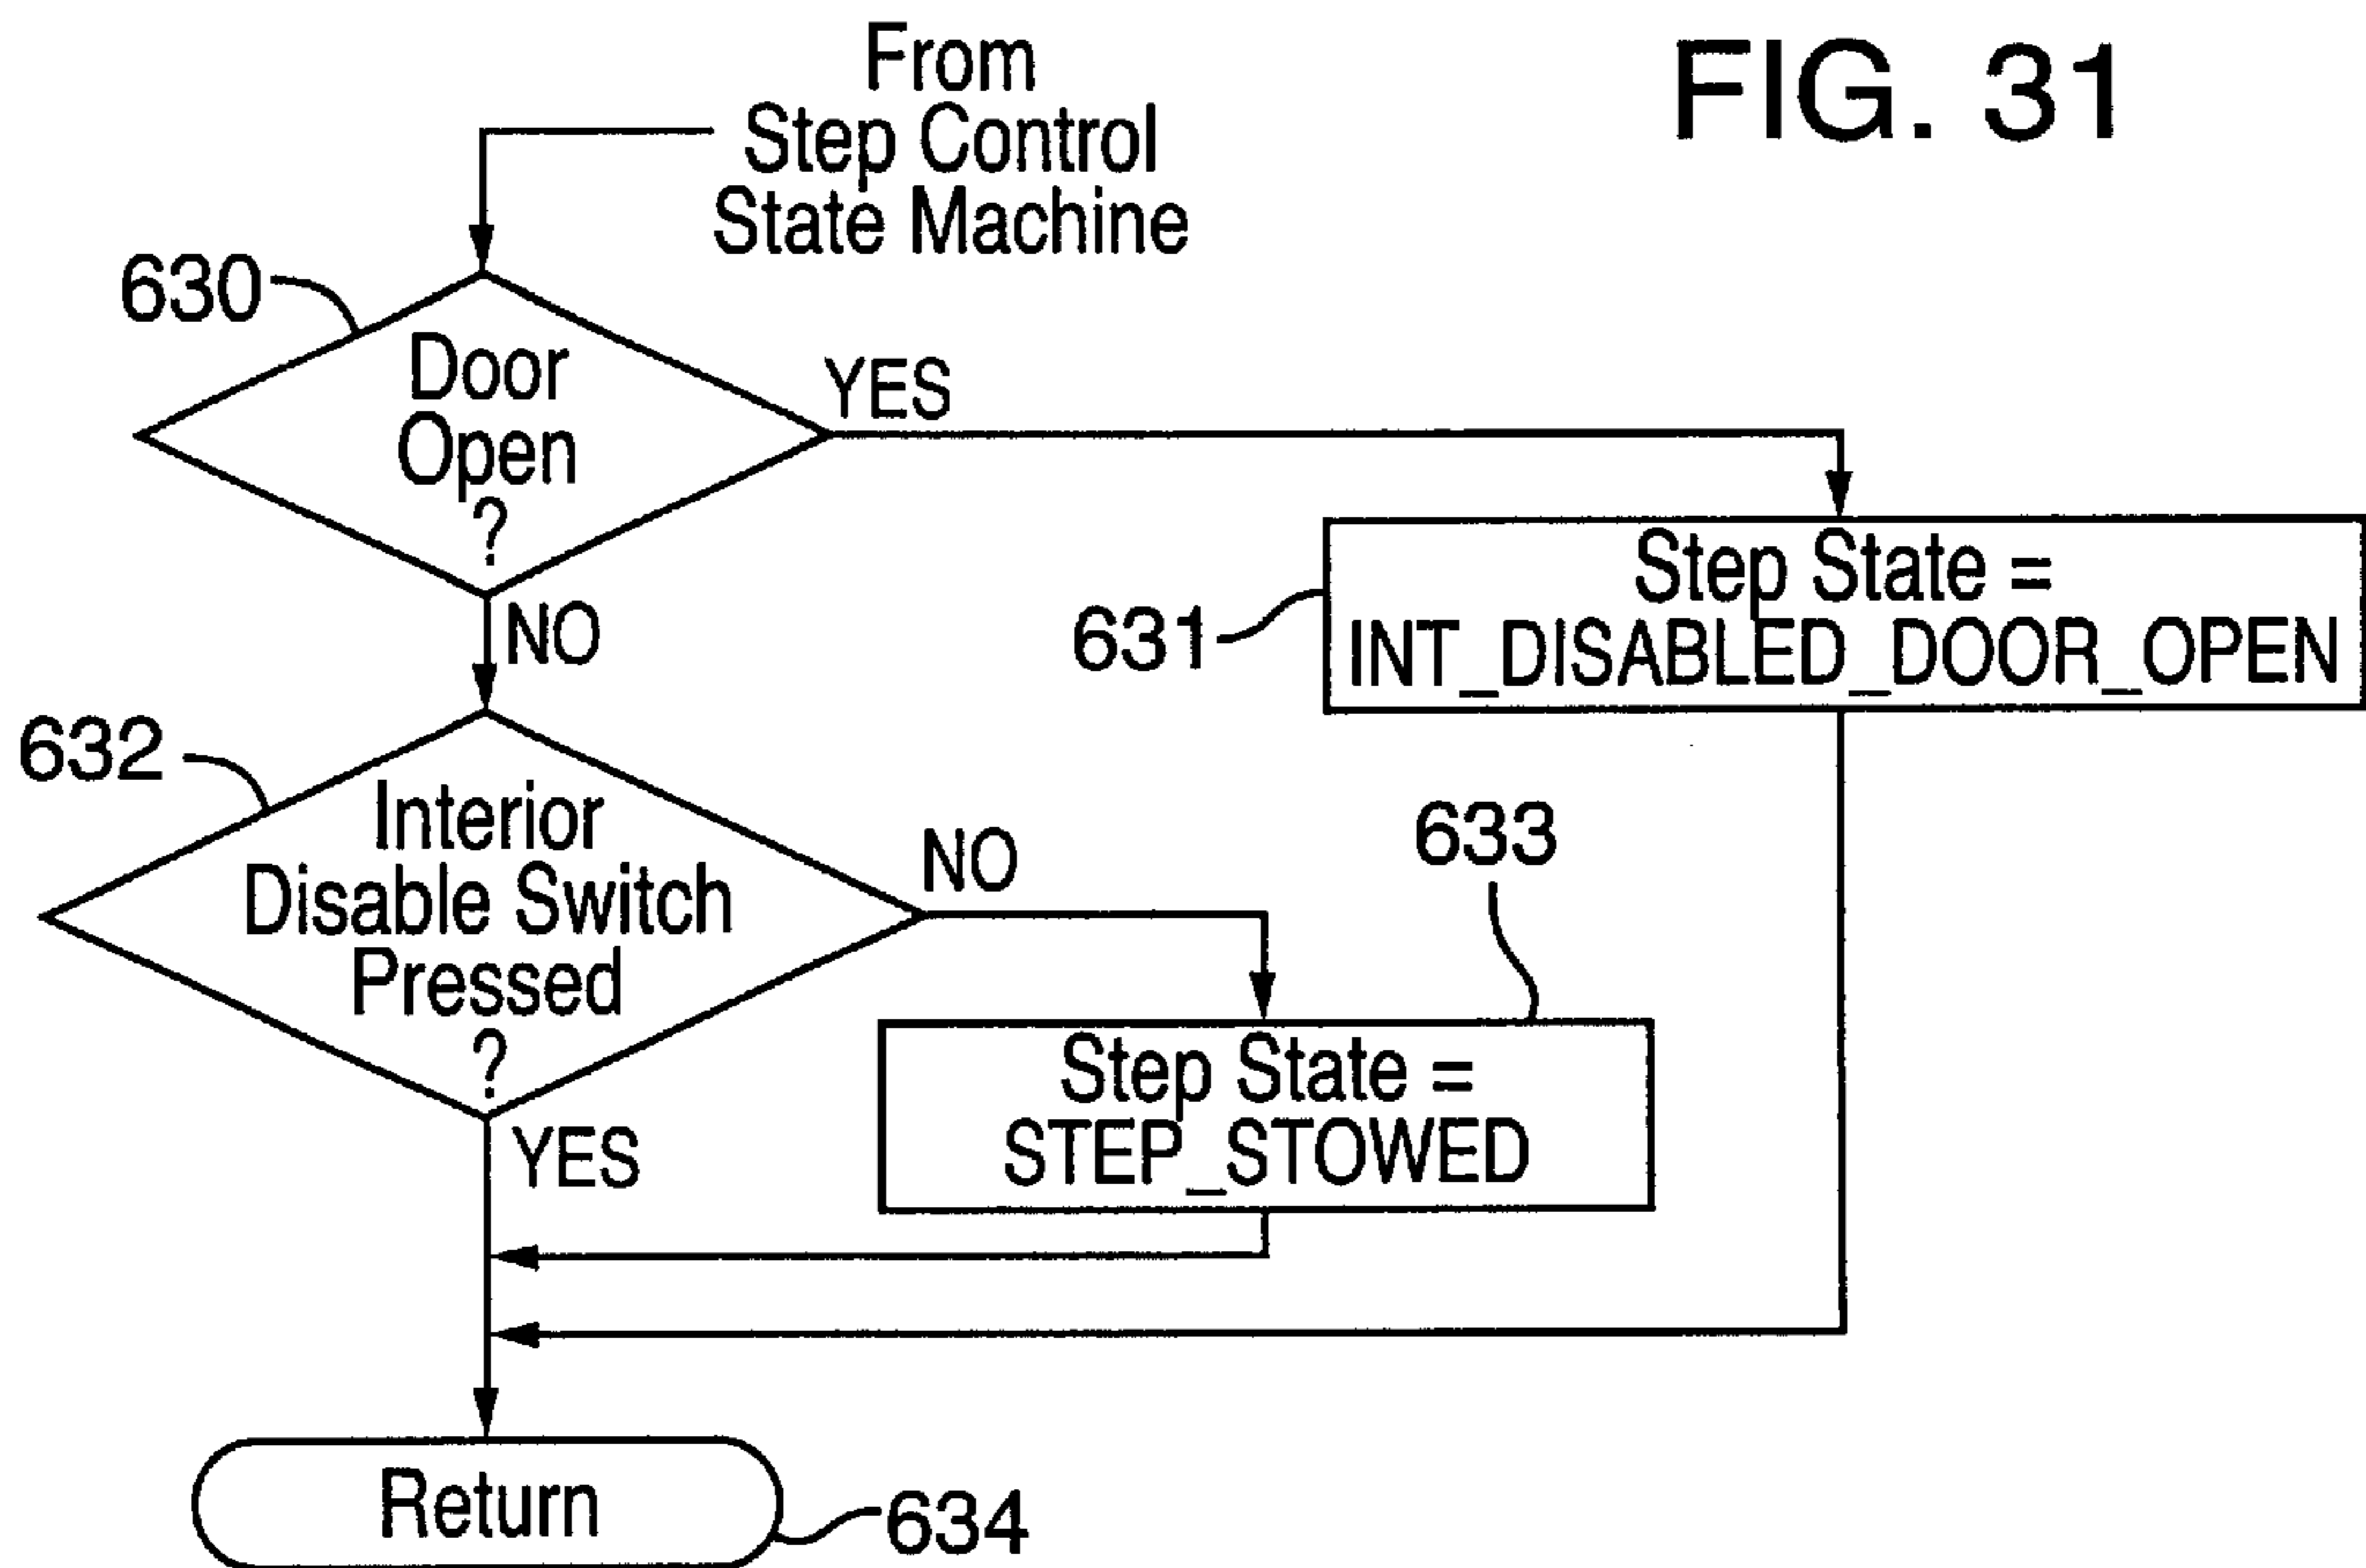 FIG. 31
From
Step Control
State Machine
630
Door
Open
?
YES
NO
631
Step State =
INT_DISABLED_DOOR_OPEN
632
Interior
Disable Switch
Pressed
?
NO
YES
633
Step State =
STEP_STOWED
Return
634